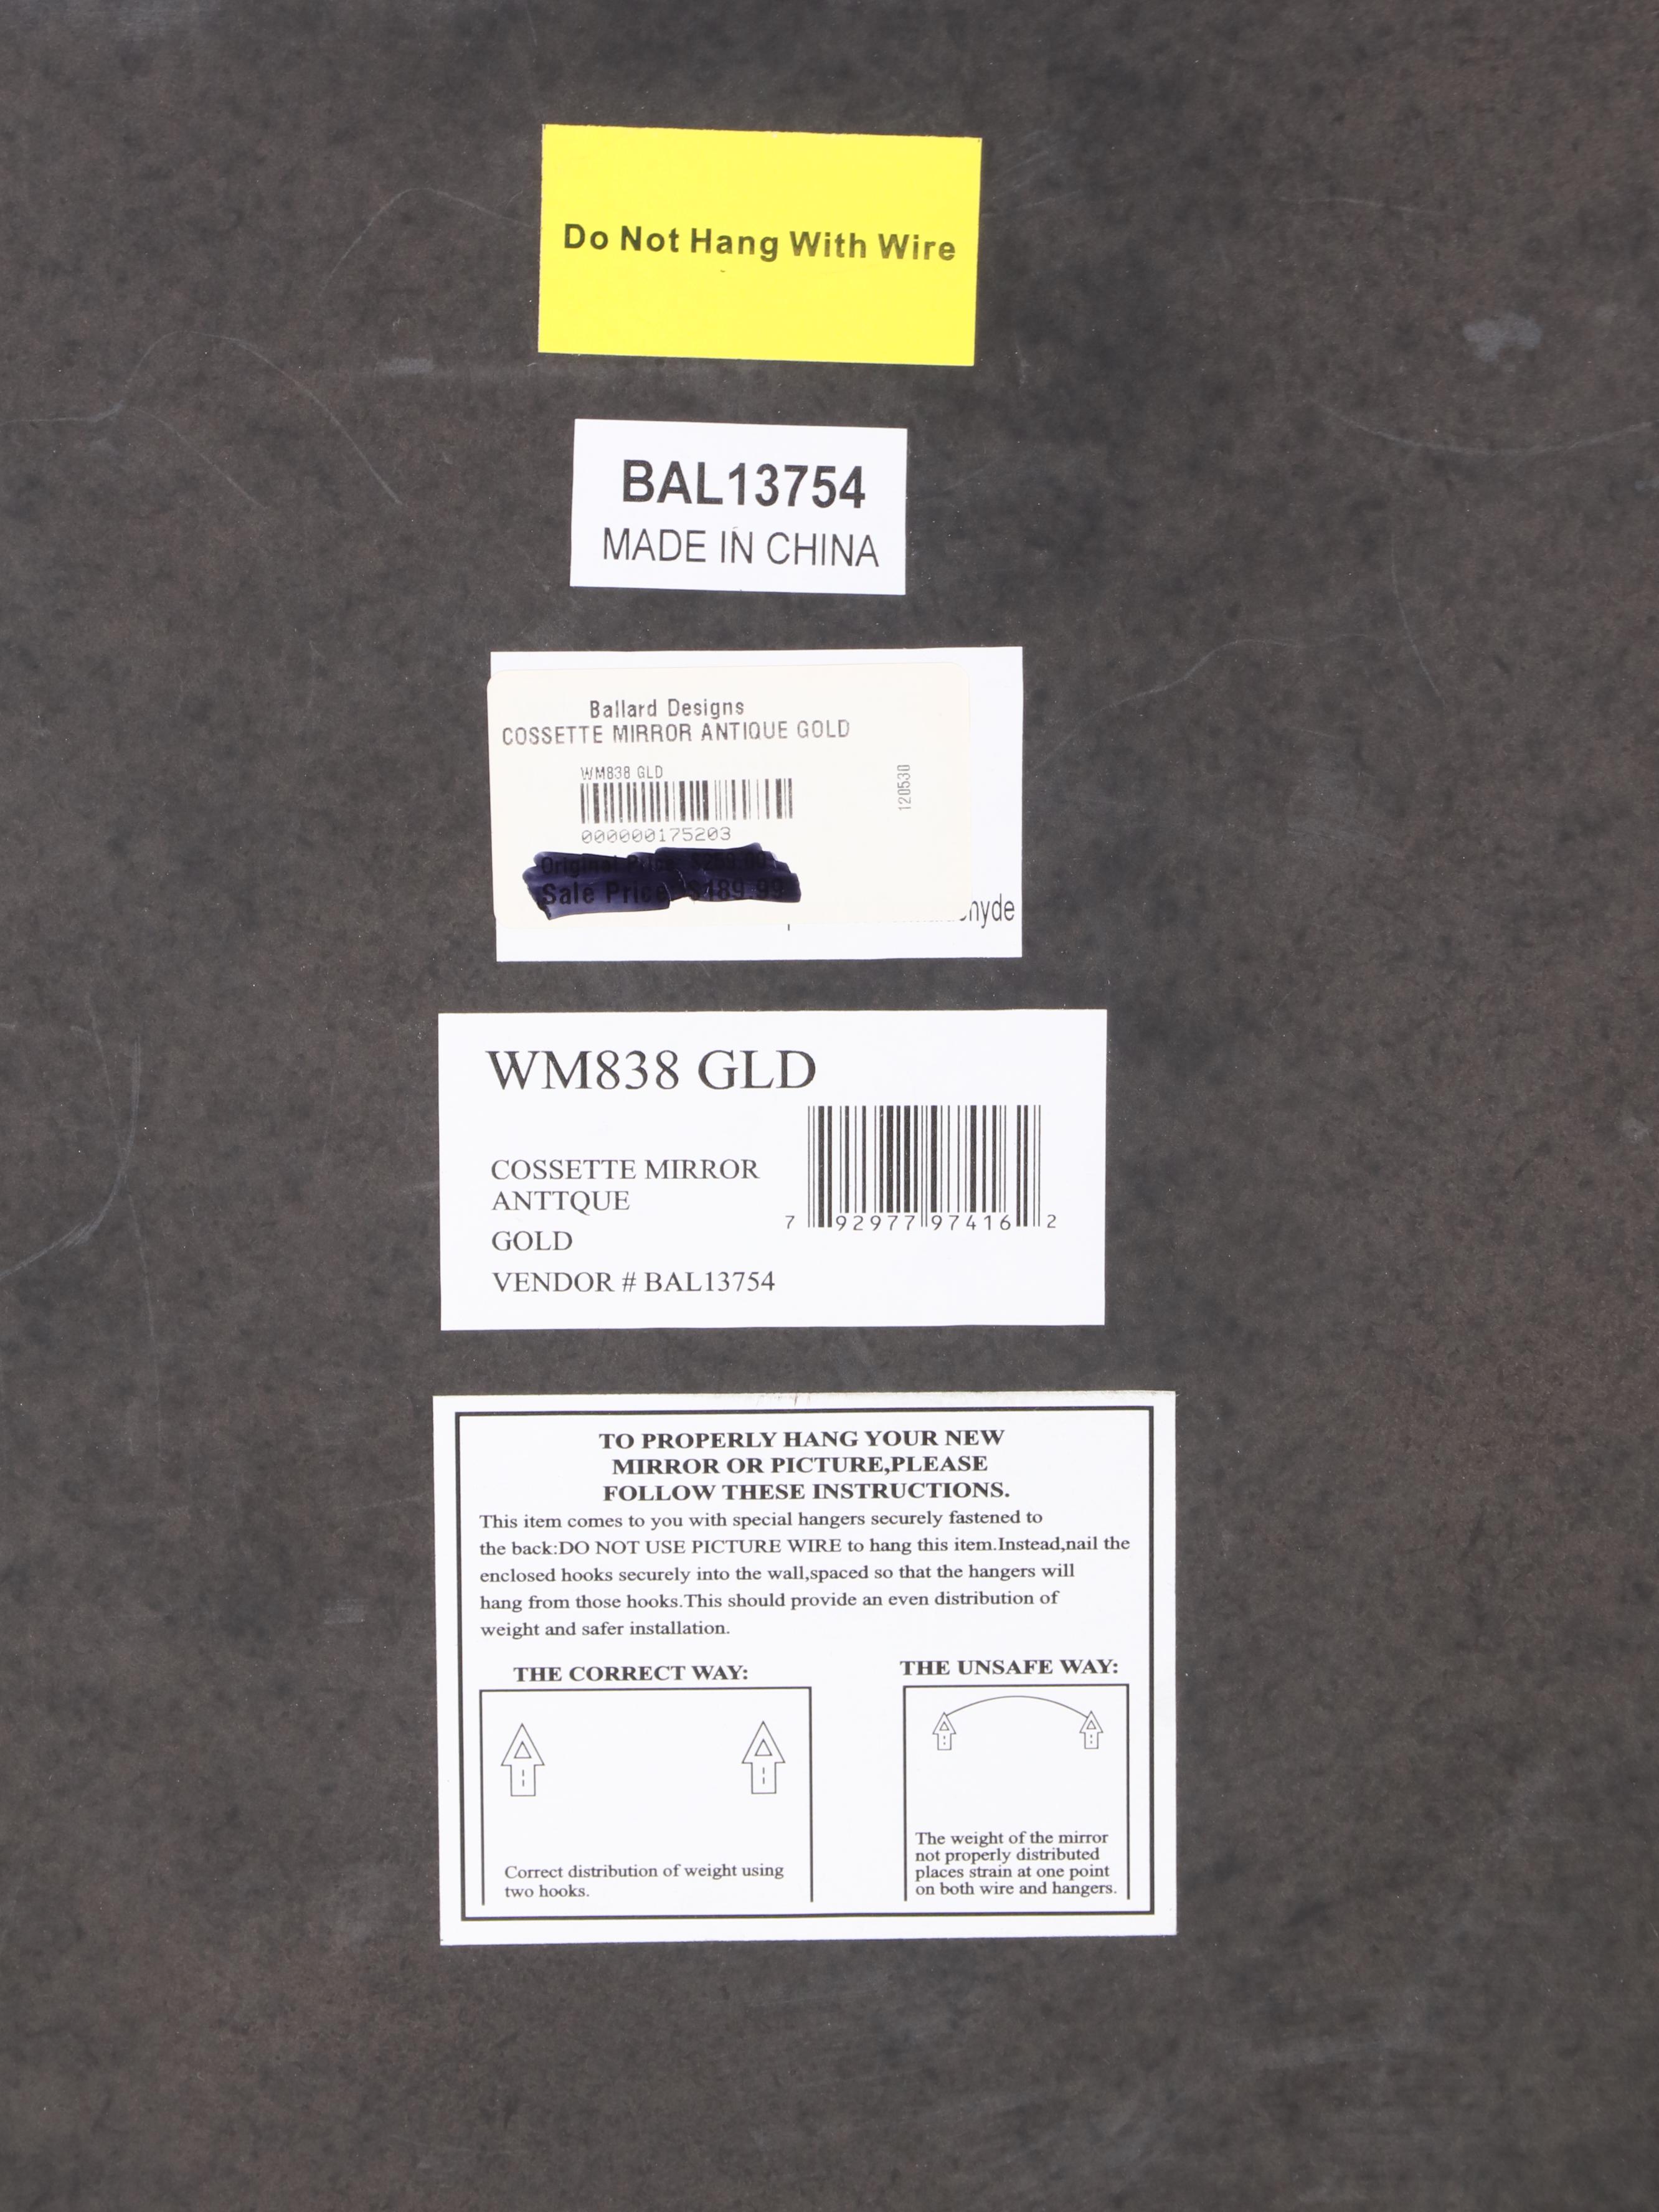 Do Not Hang With Wire
BAL13754
MADE IN CHINA
Ballard Designs
COSSETTE MIRROR ANTIQUE GOLD
WM838 GLD
120530
000000175203
Original Price
Sale Price $189.99
WM838 GLD
COSSETTE MIRROR
ANTTQUE
GOLD
VENDOR # BAL13754
7 92977 97416 2
TO PROPERLY HANG YOUR NEW
MIRROR OR PICTURE,PLEASE
FOLLOW THESE INSTRUCTIONS.
This item comes to you with special hangers securely fastened to
the back:DO NOT USE PICTURE WIRE to hang this item.Instead,nail the
enclosed hooks securely into the wall,spaced so that the hangers will
hang from those hooks.This should provide an even distribution of
weight and safer installation.
THE CORRECT WAY:
Correct distribution of weight using
two hooks.
THE UNSAFE WAY:
The weight of the mirror
not properly distributed
places strain at one point
on both wire and hangers.